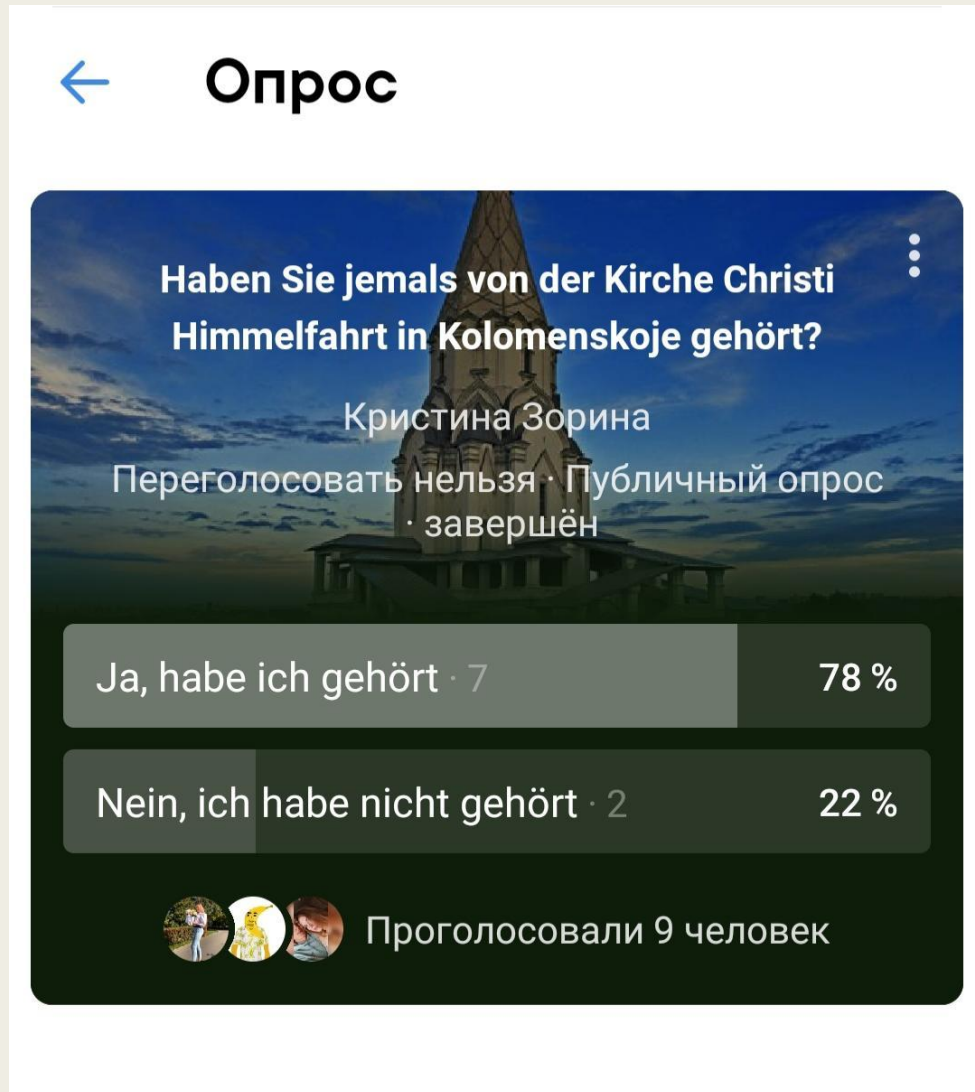 Опрос
Haben Sie jemals von der Kirche Christi
Himmelfahrt in Kolomenskoje gehört?
Кристина Зорина
Переголосовать нельзя · Публичный опрос
· завершён
Ja, habe ich gehört · 7 78 %
Nein, ich habe nicht gehört · 2 22 %
Проголосовали 9 человек